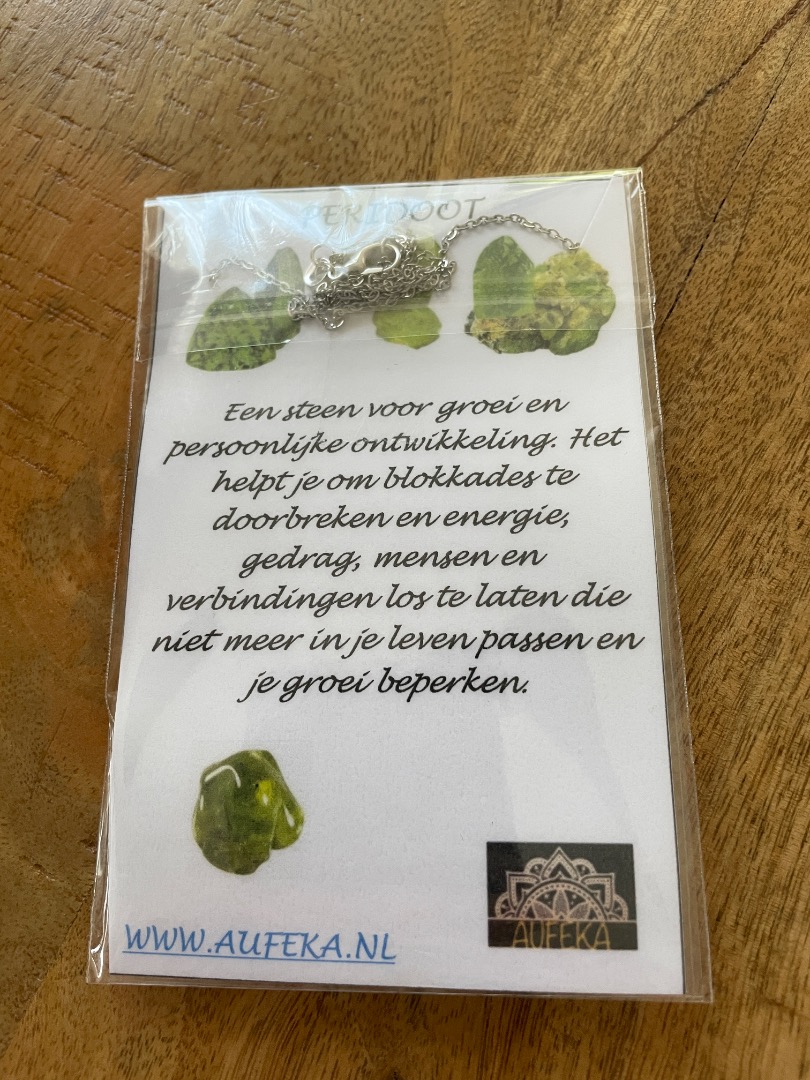 PERIDOOT
Een steen voor groei en
persoonlijke ontwikkeling. Het
helpt je om blokkades te
doorbreken en energie,
gedrag, mensen en
verbindingen los te laten die
niet meer in je leven passen en
je groei beperken.
WWW.AUFEKA.NL
AUFEKA